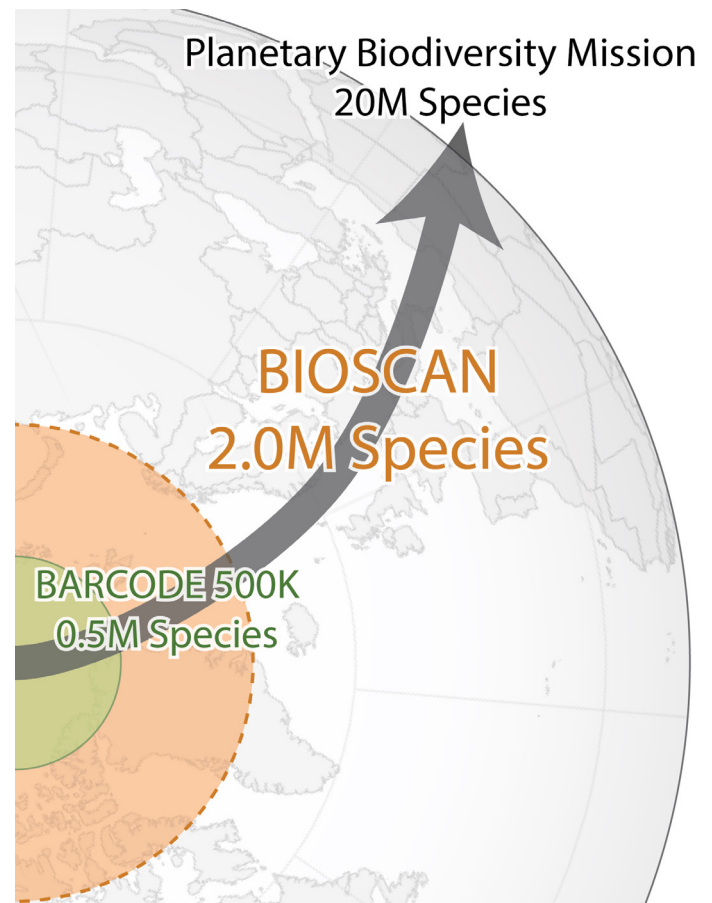 Planetary Biodiversity Mission
20M Species
BIOSCAN
2.0M Species
BARCODE 500K
0.5M Species